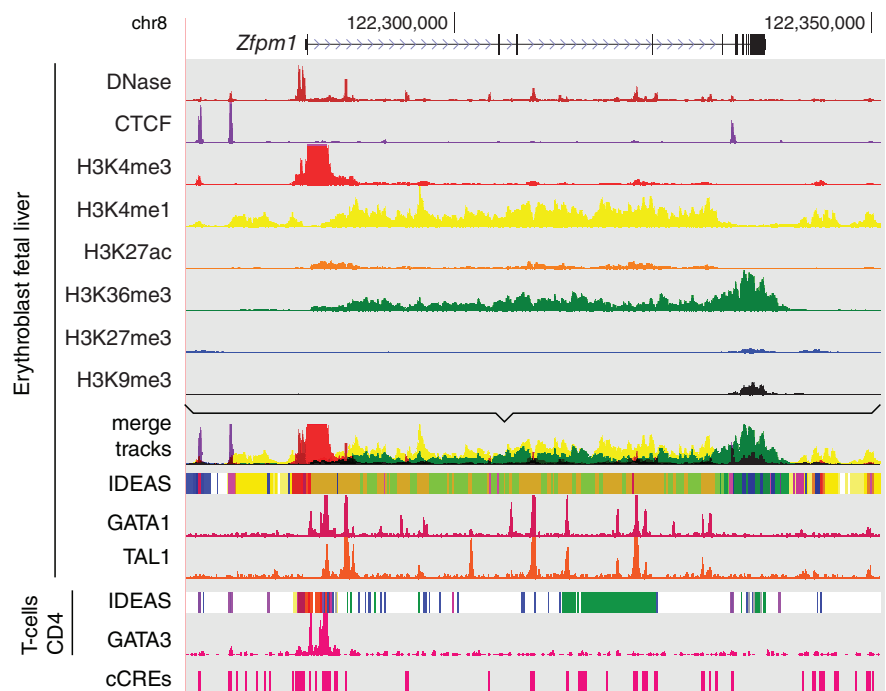 chr8
122,300,000
122,350,000
Zfpm1
Erythroblast fetal liver
DNase
CTCF
H3K4me3
H3K4me1
H3K27ac
H3K36me3
H3K27me3
H3K9me3
merge
tracks
IDEAS
GATA1
TAL1
T-cells
CD4
IDEAS
GATA3
cCREs